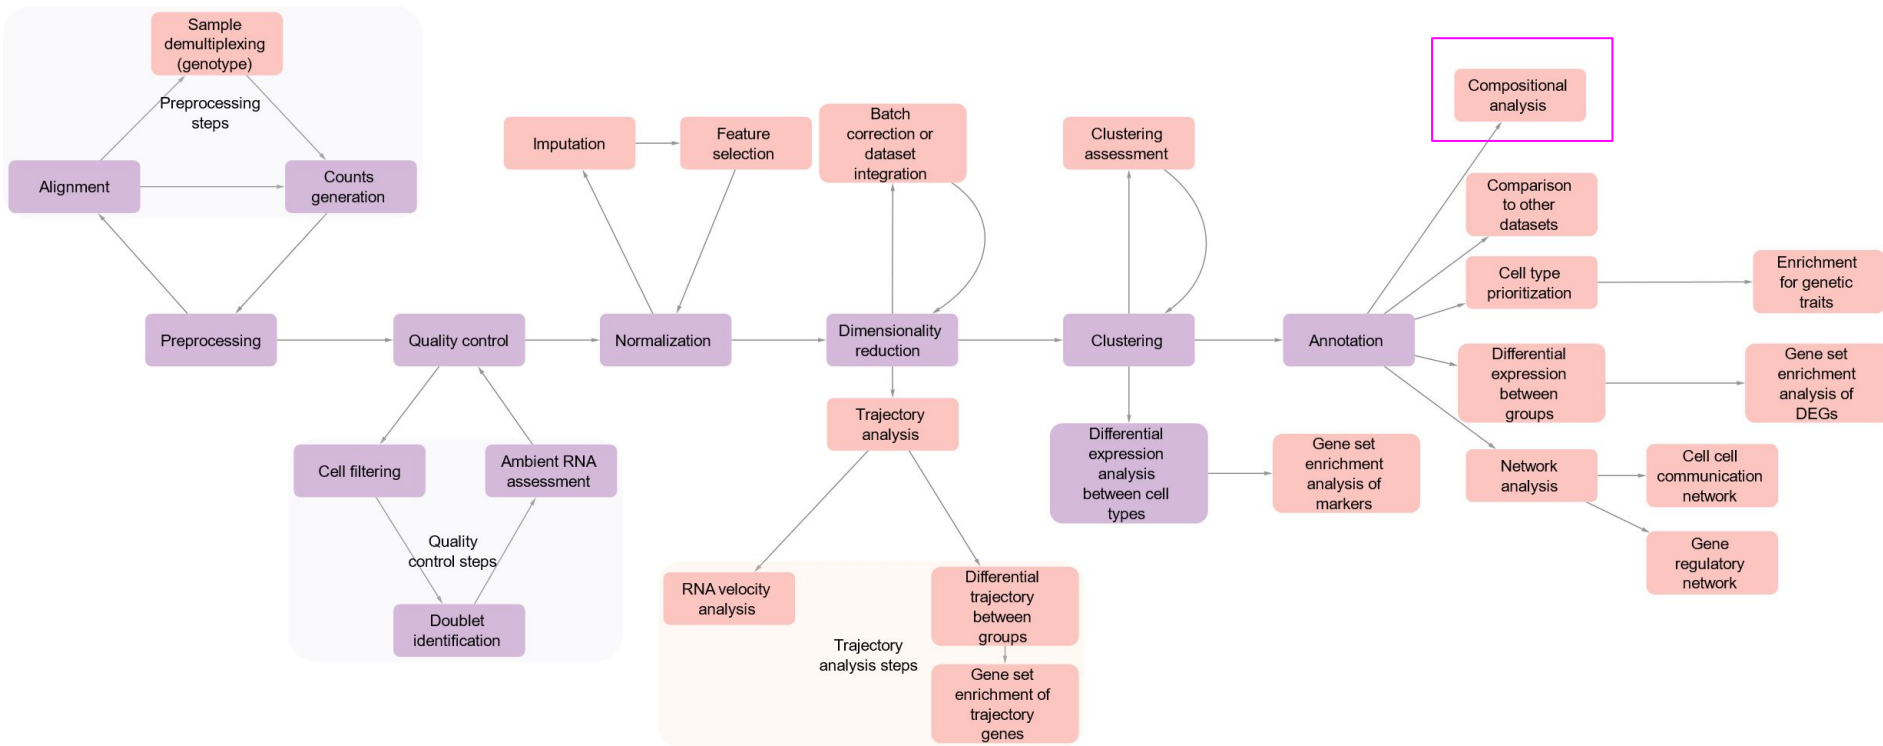 Sample
demultiplexing
(genotype)
Preprocessing
steps
Alignment
Counts
generation
Preprocessing
Quality control
Cell filtering
Ambient RNA
assessment
Quality
control steps
Doublet
identification
Imputation
Feature
selection
Normalization
Batch
correction or
dataset
integration
Dimensionality
reduction
Trajectory
analysis
RNA velocity
analysis
Differential
trajectory
between
groups
Trajectory
analysis steps
Gene set
enrichment of
trajectory
genes
Clustering
assessment
Clustering
Differential
expression
analysis
between cell
types
Gene set
enrichment
analysis of
markers
Annotation
Compositional
analysis
Comparison
to other
datasets
Cell type
prioritization
Enrichment
for genetic
traits
Differential
expression
between
groups
Gene set
enrichment
analysis of
DEGs
Network
analysis
Cell cell
communication
network
Gene
regulatory
network